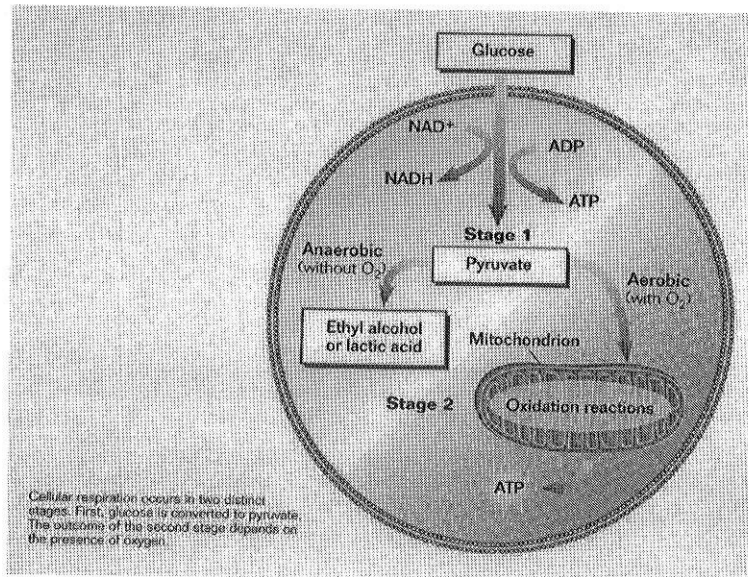 Glucose
NAD+
ADP
NADH
ATP
Stage 1
Anaerobic
(without O2)
Pyruvate
Aerobic
(with O2)
Ethyl alcohol
or lactic acid
Mitochondrion
Stage 2
Oxidation reactions
ATP
Cellular respiration occurs in two distinct
stages. First, glucose is converted to pyruvate.
The outcome of the second stage depends on
the presence of oxygen.